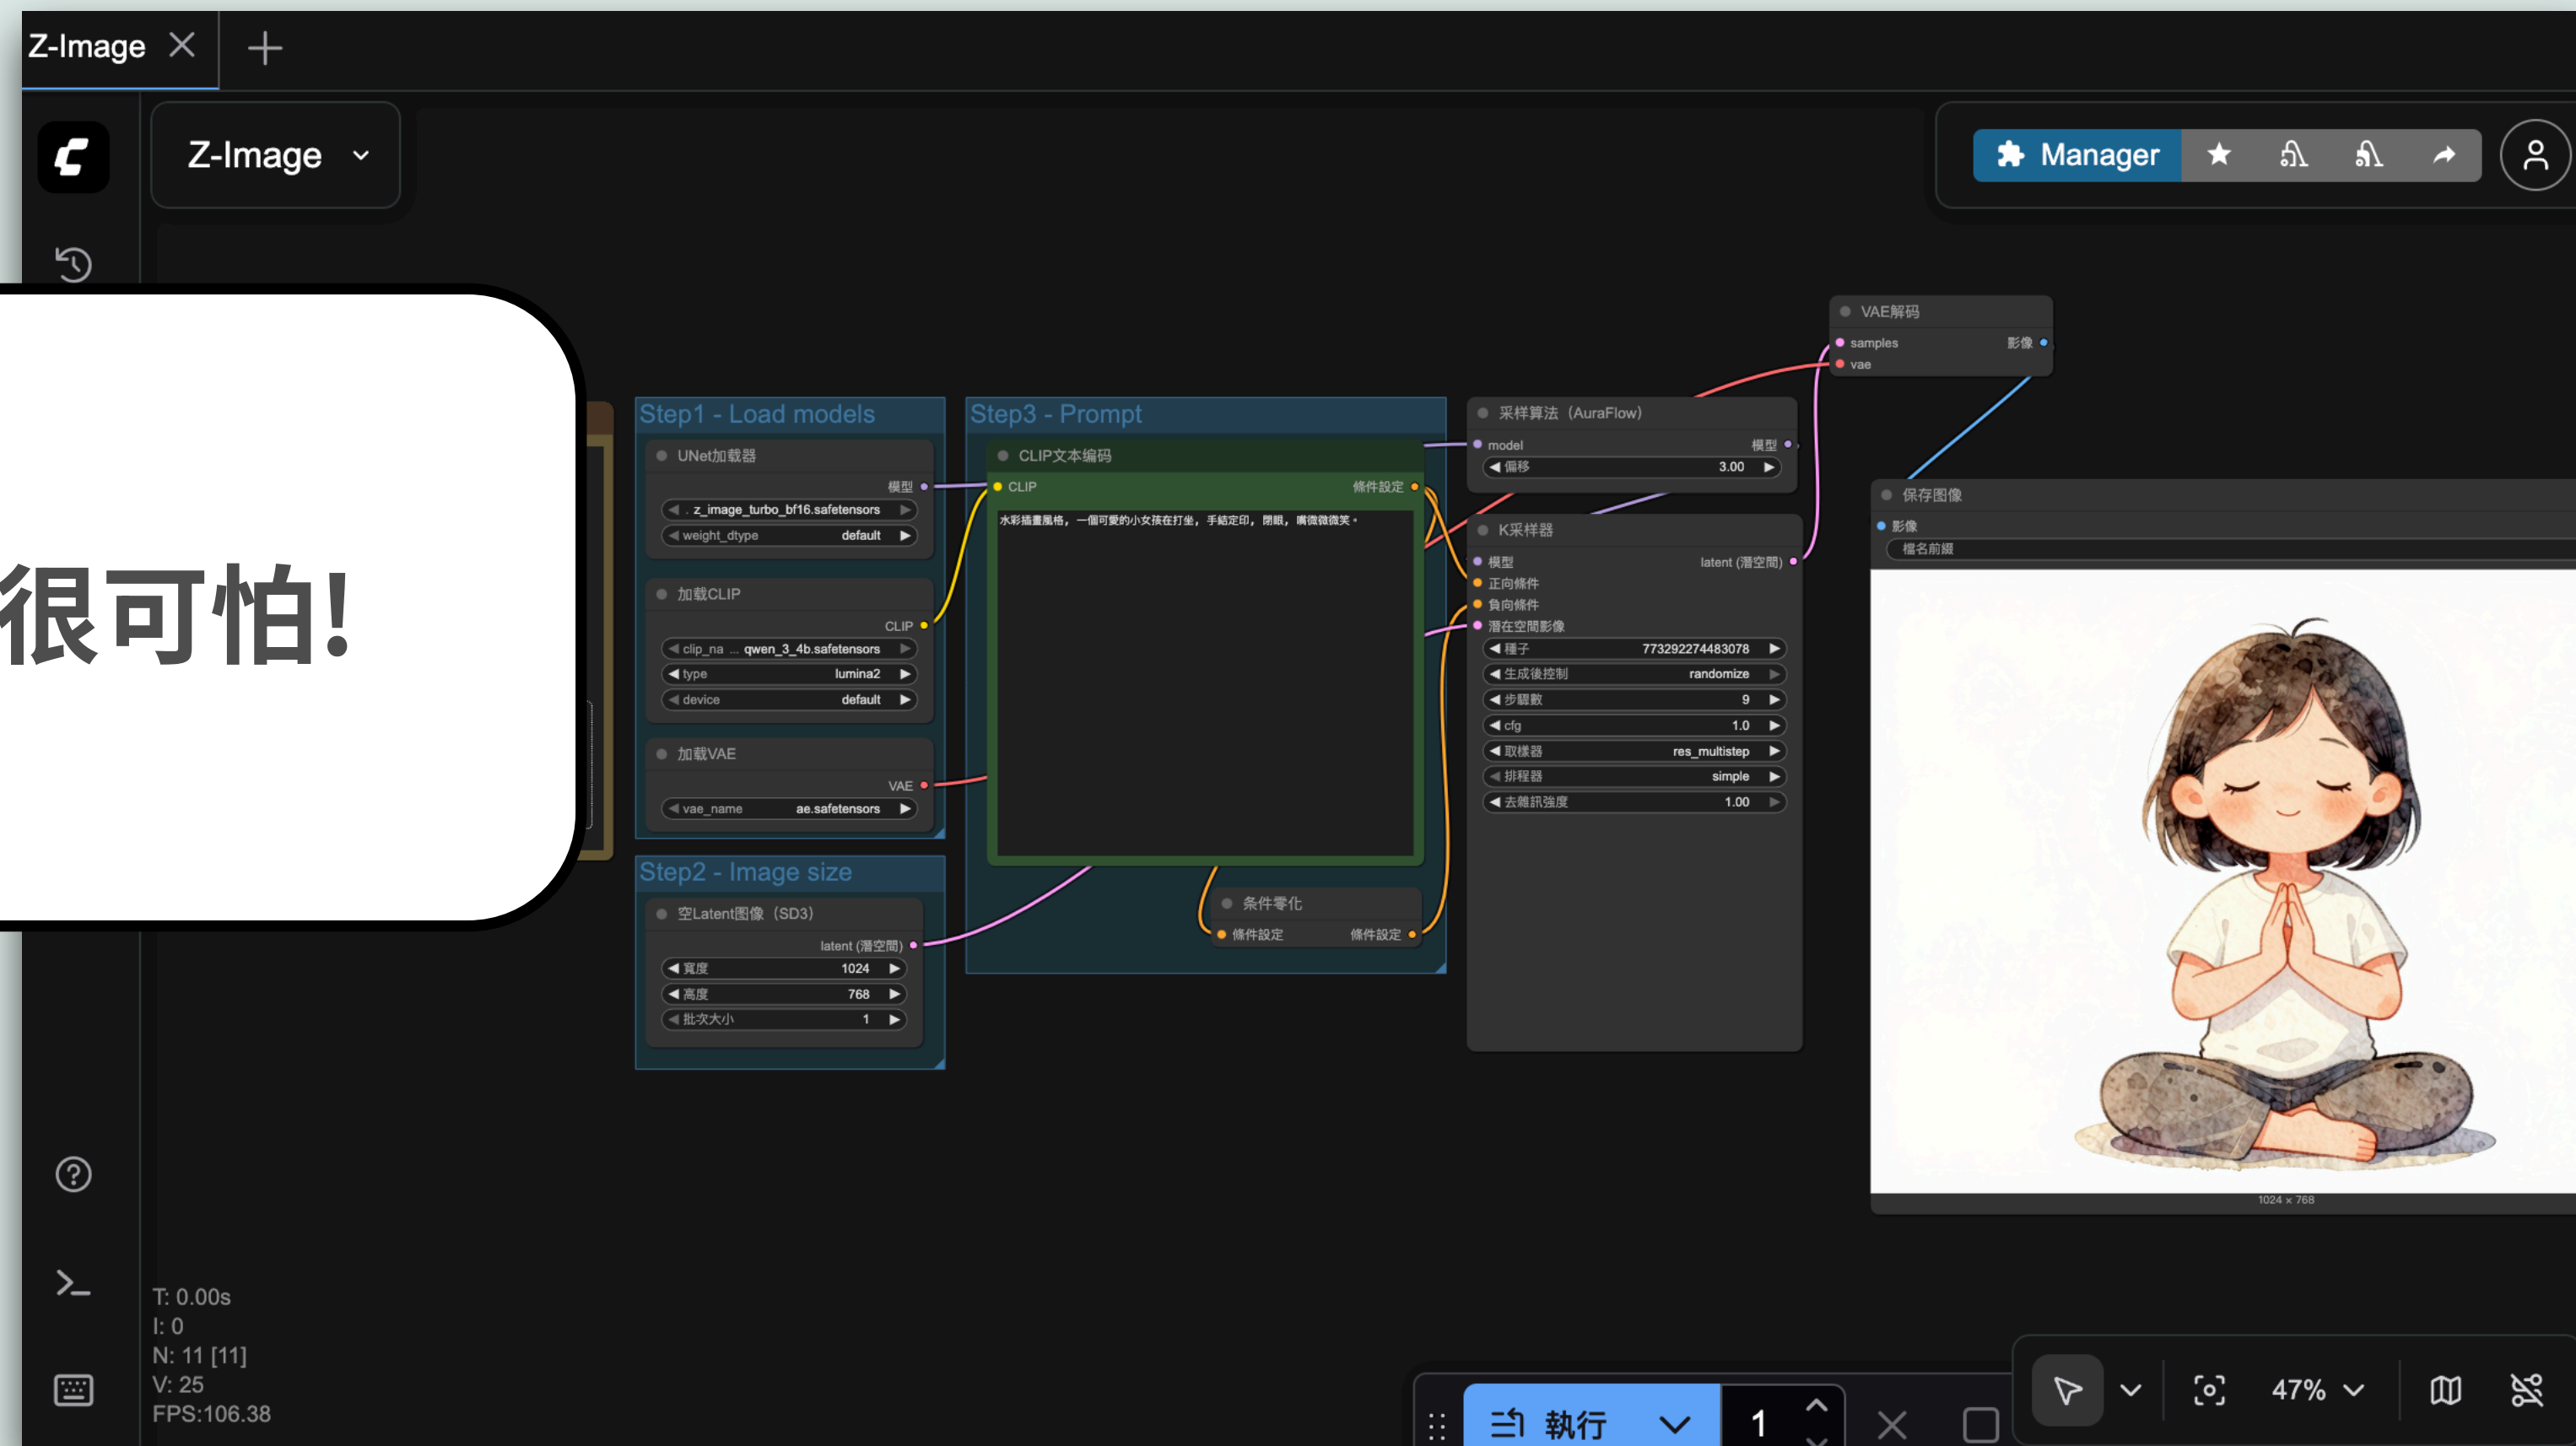 Z-Image
Z-Image
Manager
很可怕!
Step1 - Load models
UNet加载器
模型
z_image_turbo_bf16.safetensors
weight_dtype default
加载CLIP
CLIP
clip_na ... qwen_3_4b.safetensors
type lumina2
device default
加载VAE
VAE
vae_name ae.safetensors
Step2 - Image size
空Latent图像（SD3）
latent (潛空間)
寬度 1024
高度 768
批次大小 1
Step3 - Prompt
CLIP文本编码
CLIP 條件設定
水彩插畫風格，一個可愛的小女孩在打坐，手結定印，閉眼，嘴微微微笑。
条件零化
條件設定 條件設定
采样算法（AuraFlow）
model 模型
偏移 3.00
K采样器
模型 latent (潛空間)
正向條件
負向條件
潛在空間影像
種子 773292274483078
生成後控制 randomize
步驟數 9
cfg 1.0
取樣器 res_multistep
排程器 simple
去雜訊強度 1.00
VAE解码
samples 影像
vae
保存图像
影像
檔名前綴
1024 × 768
T: 0.00s
I: 0
N: 11 [11]
V: 25
FPS:106.38
執行 1
47%